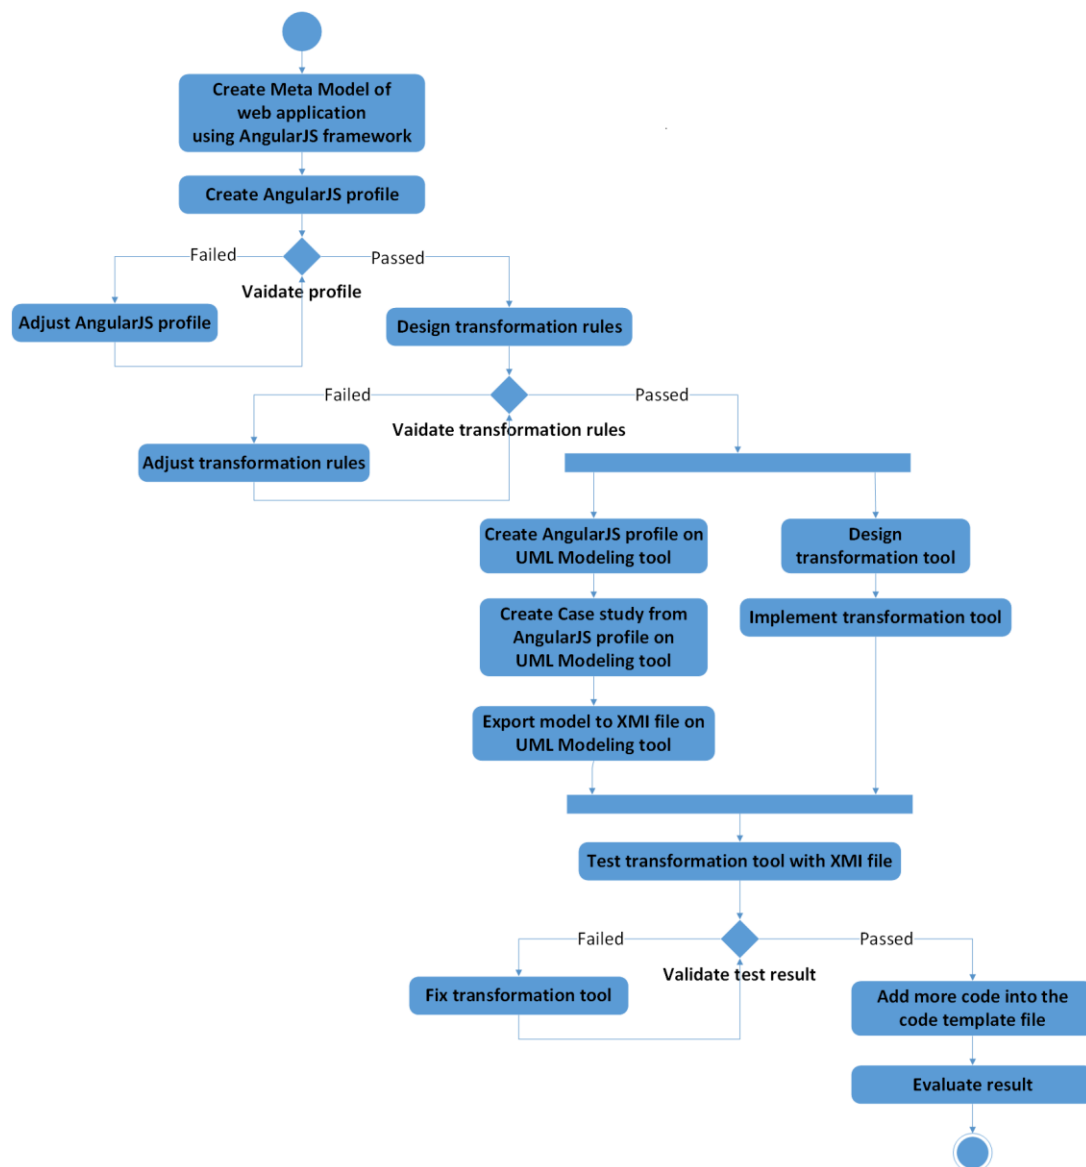 Create Meta Model of
web application
using AngularJS framework
Create AngularJS profile
Failed
Passed
Vaidate profile
Adjust AngularJS profile
Design transformation rules
Failed
Passed
Vaidate transformation rules
Adjust transformation rules
Create AngularJS profile on
UML Modeling tool
Design
transformation tool
Create Case study from
AngularJS profile on
UML Modeling tool
Implement transformation tool
Export model to XMI file on
UML Modeling tool
Test transformation tool with XMI file
Failed
Passed
Validate test result
Fix transformation tool
Add more code into the
code template file
Evaluate result